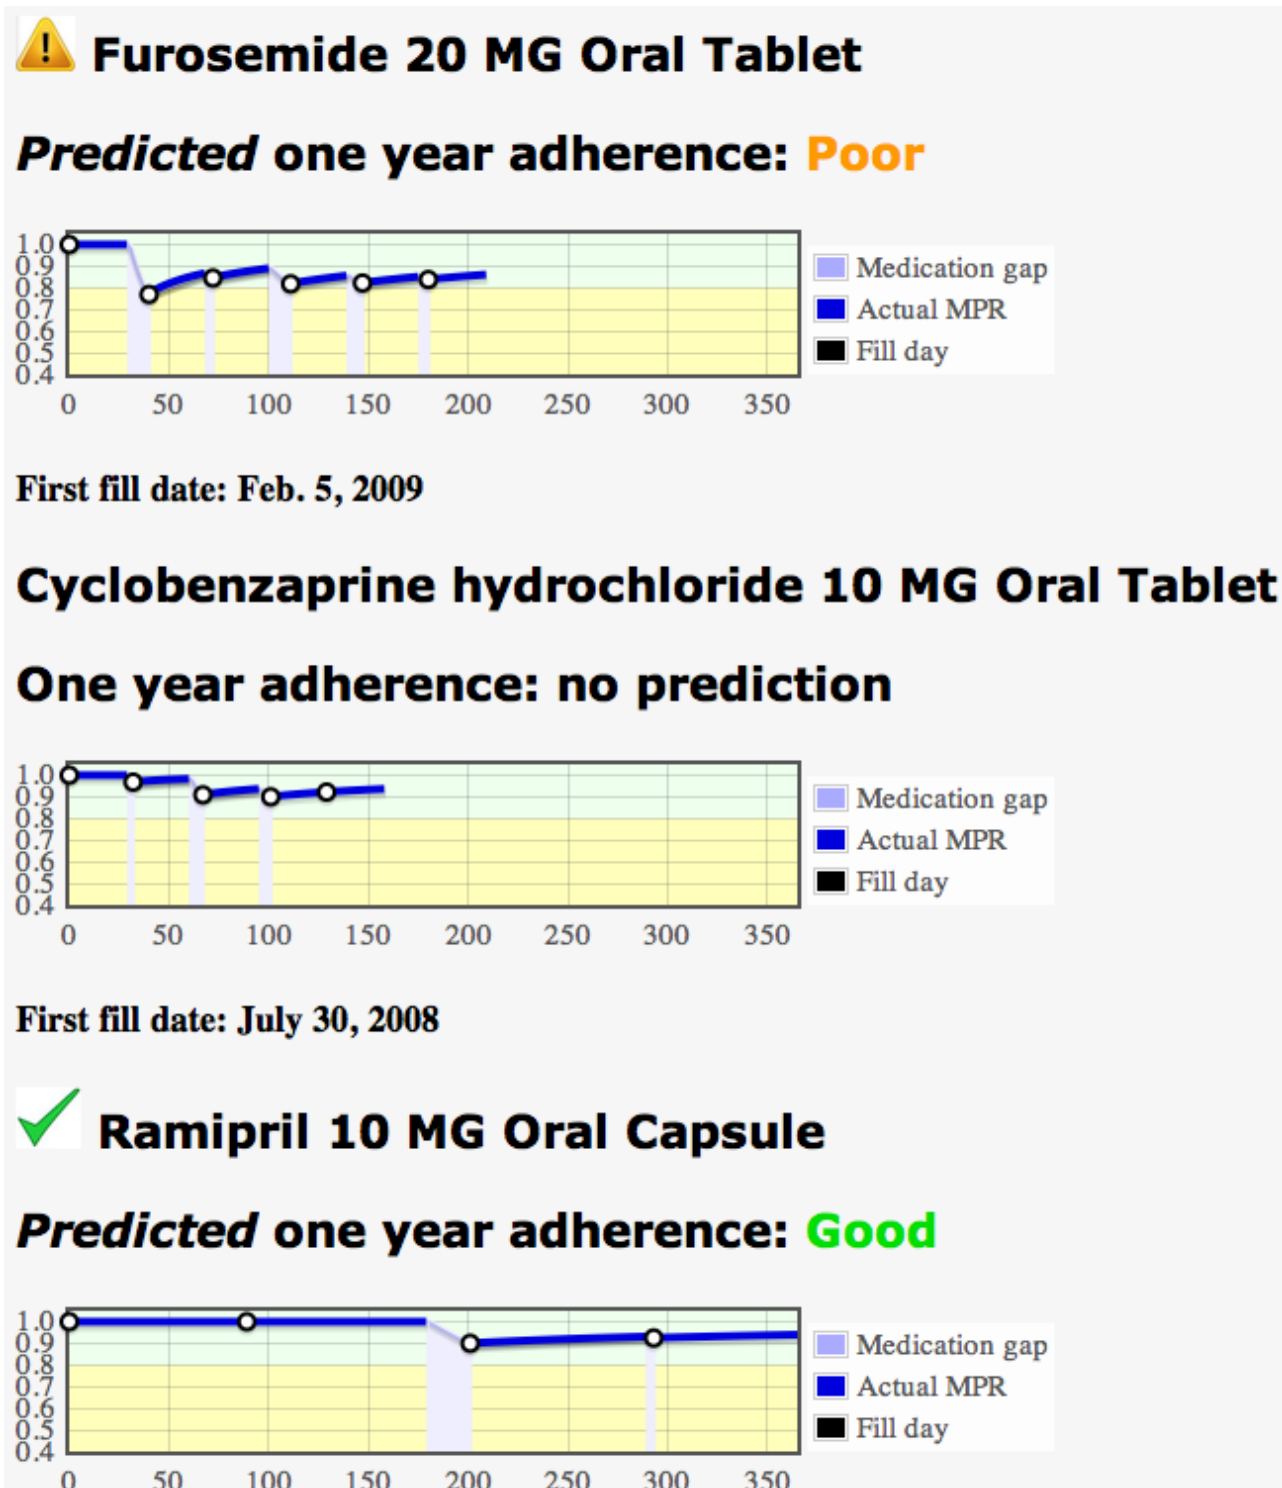 Furosemide 20 MG Oral Tablet
Predicted one year adherence: Poor
1.0
0.9
0.8
0.7
0.6
0.5
0.4
0 50 100 150 200 250 300 350
Medication gap
Actual MPR
Fill day
First fill date: Feb. 5, 2009
Cyclobenzaprine hydrochloride 10 MG Oral Tablet
One year adherence: no prediction
1.0
0.9
0.8
0.7
0.6
0.5
0.4
0 50 100 150 200 250 300 350
Medication gap
Actual MPR
Fill day
First fill date: July 30, 2008
Ramipril 10 MG Oral Capsule
Predicted one year adherence: Good
1.0
0.9
0.8
0.7
0.6
0.5
0.4
0 50 100 150 200 250 300 350
Medication gap
Actual MPR
Fill day